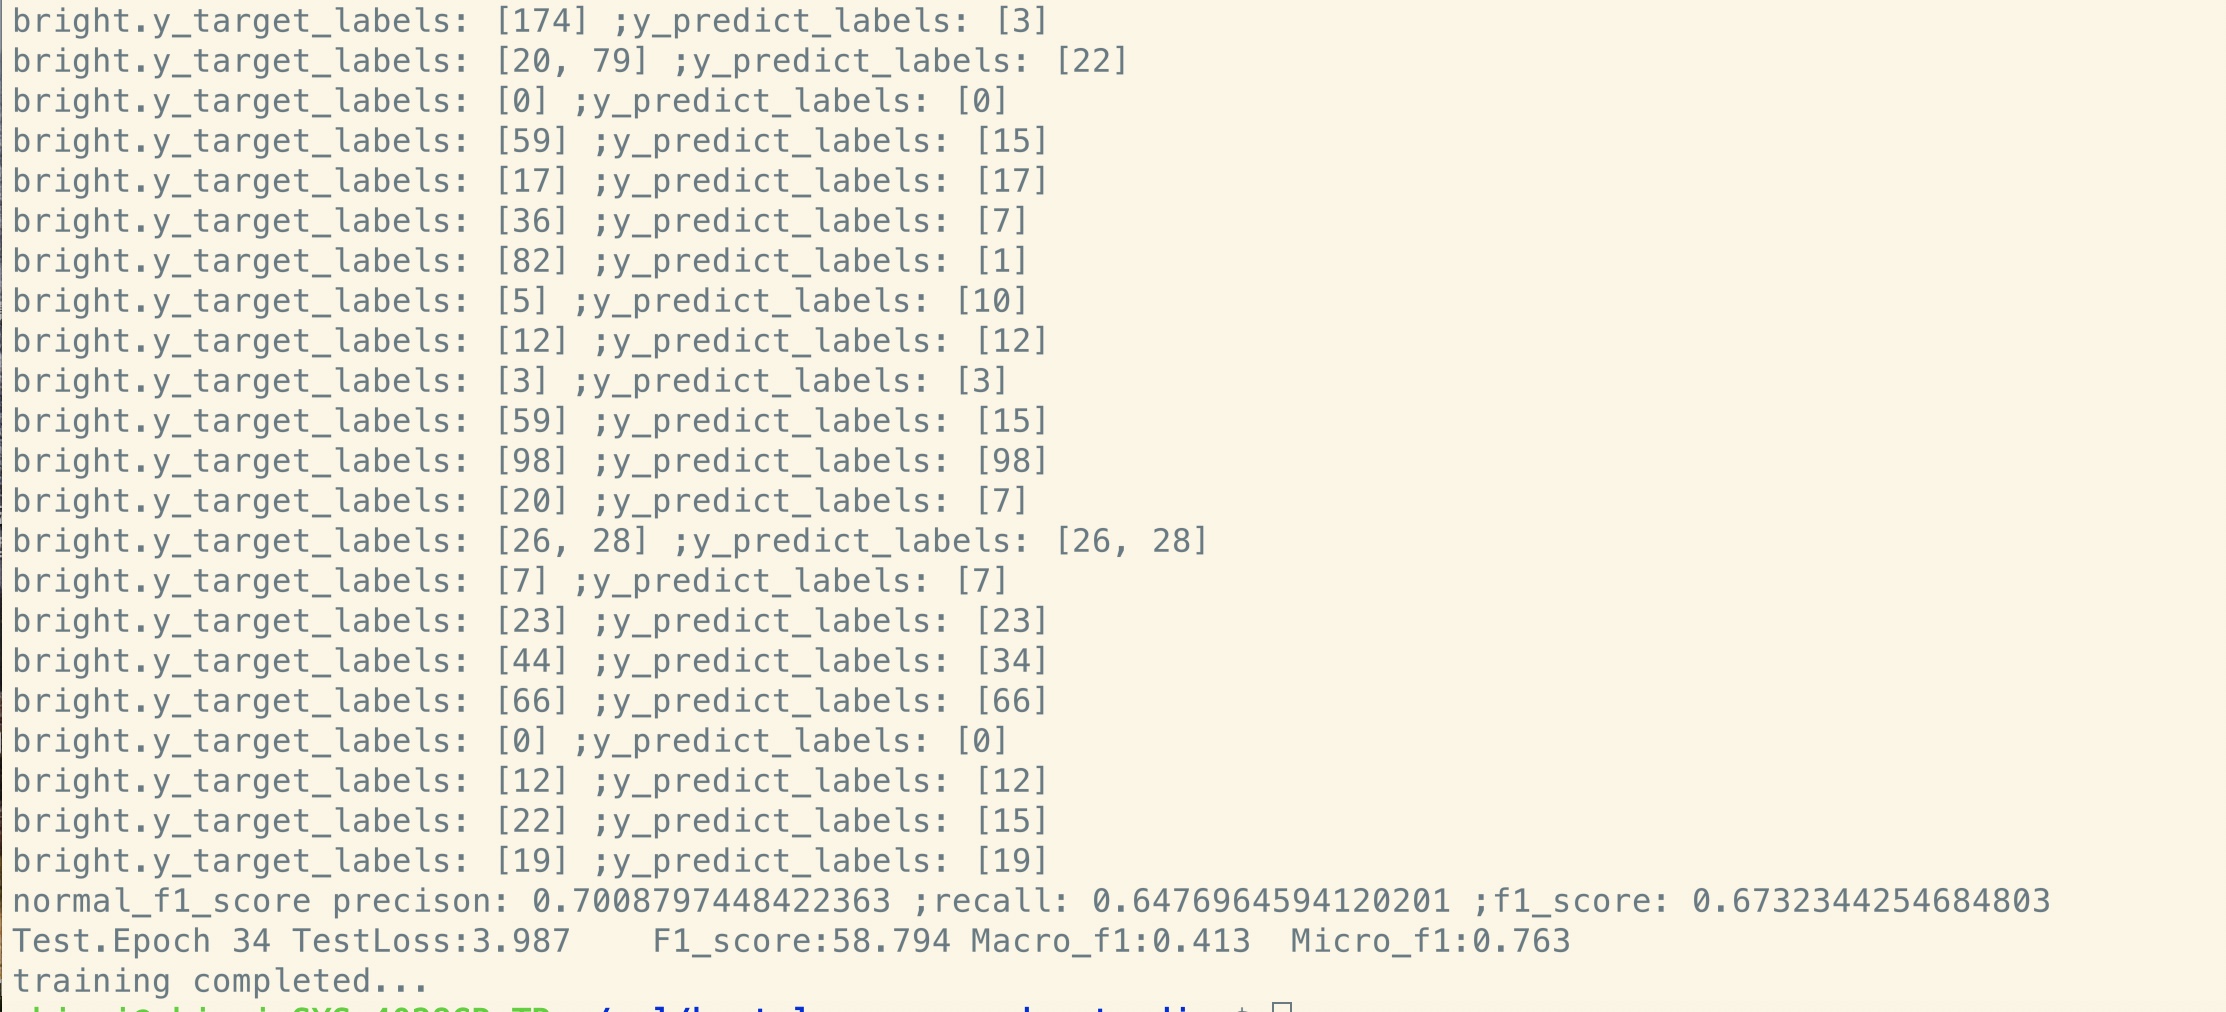 bright.y_target_labels: [174] ;y_predict_labels: [3]
bright.y_target_labels: [20, 79] ;y_predict_labels: [22]
bright.y_target_labels: [0] ;y_predict_labels: [0]
bright.y_target_labels: [59] ;y_predict_labels: [15]
bright.y_target_labels: [17] ;y_predict_labels: [17]
bright.y_target_labels: [36] ;y_predict_labels: [7]
bright.y_target_labels: [82] ;y_predict_labels: [1]
bright.y_target_labels: [5] ;y_predict_labels: [10]
bright.y_target_labels: [12] ;y_predict_labels: [12]
bright.y_target_labels: [3] ;y_predict_labels: [3]
bright.y_target_labels: [59] ;y_predict_labels: [15]
bright.y_target_labels: [98] ;y_predict_labels: [98]
bright.y_target_labels: [20] ;y_predict_labels: [7]
bright.y_target_labels: [26, 28] ;y_predict_labels: [26, 28]
bright.y_target_labels: [7] ;y_predict_labels: [7]
bright.y_target_labels: [23] ;y_predict_labels: [23]
bright.y_target_labels: [44] ;y_predict_labels: [34]
bright.y_target_labels: [66] ;y_predict_labels: [66]
bright.y_target_labels: [0] ;y_predict_labels: [0]
bright.y_target_labels: [12] ;y_predict_labels: [12]
bright.y_target_labels: [22] ;y_predict_labels: [15]
bright.y_target_labels: [19] ;y_predict_labels: [19]
normal_f1_score precison: 0.7008797448422363 ;recall: 0.6476964594120201 ;f1_score: 0.6732344254684803
Test.Epoch 34 TestLoss:3.987    F1_score:58.794 Macro_f1:0.413  Micro_f1:0.763
training completed...